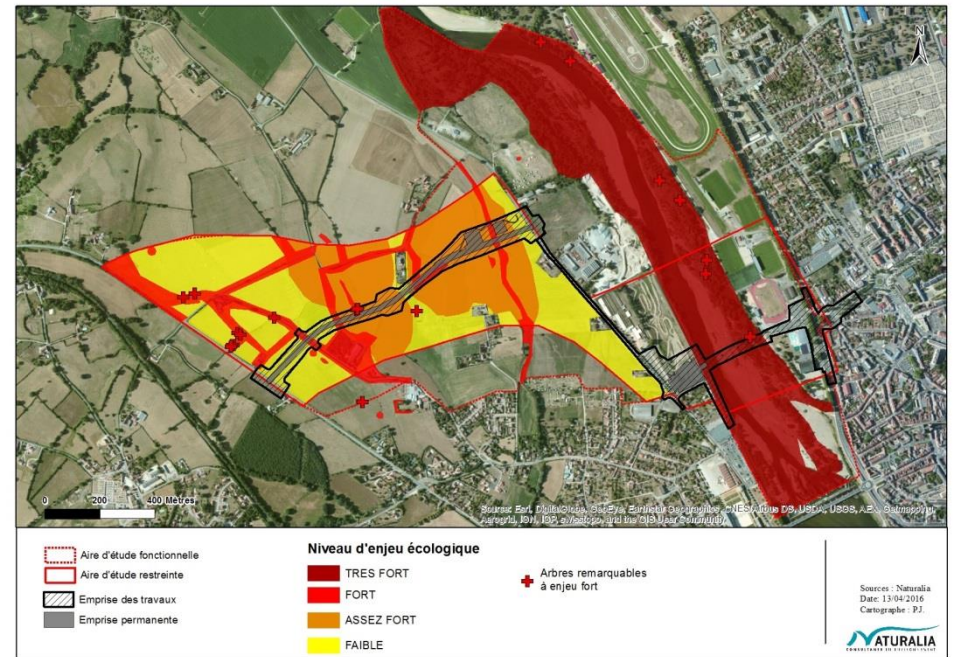 N
0 200 400 Mètres
Sources: Esri, DigitalGlobe, GeoEye, Earthstar Geographics, CNES/Airbus DS, USDA, USGS, AEX, Getmapping,
Aerogrid, IGN, IGP, swisstopo, and the GIS User Community
Aire d'étude fonctionnelle
Aire d'étude restreinte
Emprise des travaux
Emprise permanente
Niveau d'enjeu écologique
TRES FORT
FORT
ASSEZ FORT
FAIBLE
Arbres remarquables
à enjeu fort
Sources : Naturalia
Date: 13/04/2016
Cartographe : P.J.
NATURALIA
CONSULTANTS EN ENVIRONNEMENT